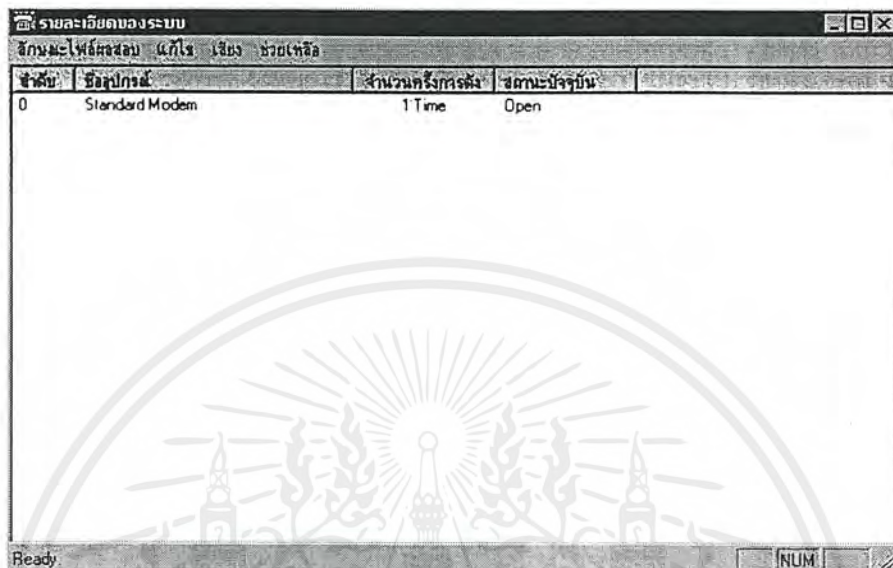 รายละเอียดของระบบ
ลักษณะไฟล์ผลสอบ แก้ไข เสียง ช่วยเหลือ
ลำดับ ชื่ออุปกรณ์ จำนวนครั้งการดัง สถานะปัจจุบัน
0 Standard Modem 1 Time Open
Ready NUM